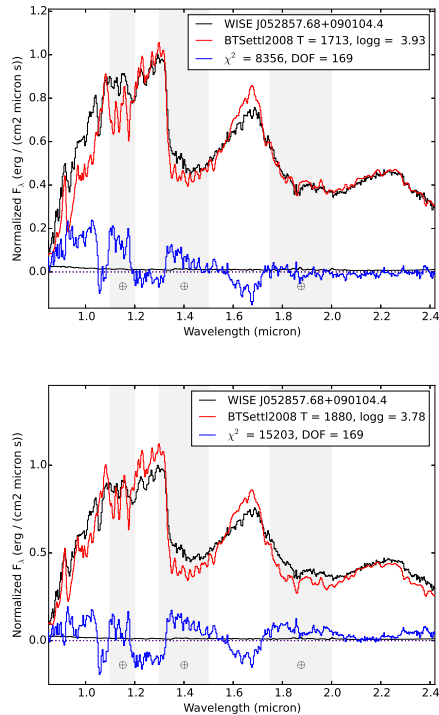 1.2
WISE J052857.68+090104.4
BTSettl2008 T = 1713, logg = 3.93
χ² = 8356, DOF = 169
1.0
0.8
0.6
0.4
0.2
0.0
Normalized Fλ (erg / (cm2 micron s))
⊕ ⊕ ⊕
1.0 1.2 1.4 1.6 1.8 2.0 2.2 2.4
Wavelength (micron)
WISE J052857.68+090104.4
BTSettl2008 T = 1880, logg = 3.78
χ² = 15203, DOF = 169
1.0
0.5
0.0
Normalized Fλ (erg / (cm2 micron s))
⊕ ⊕ ⊕
1.0 1.2 1.4 1.6 1.8 2.0 2.2 2.4
Wavelength (micron)